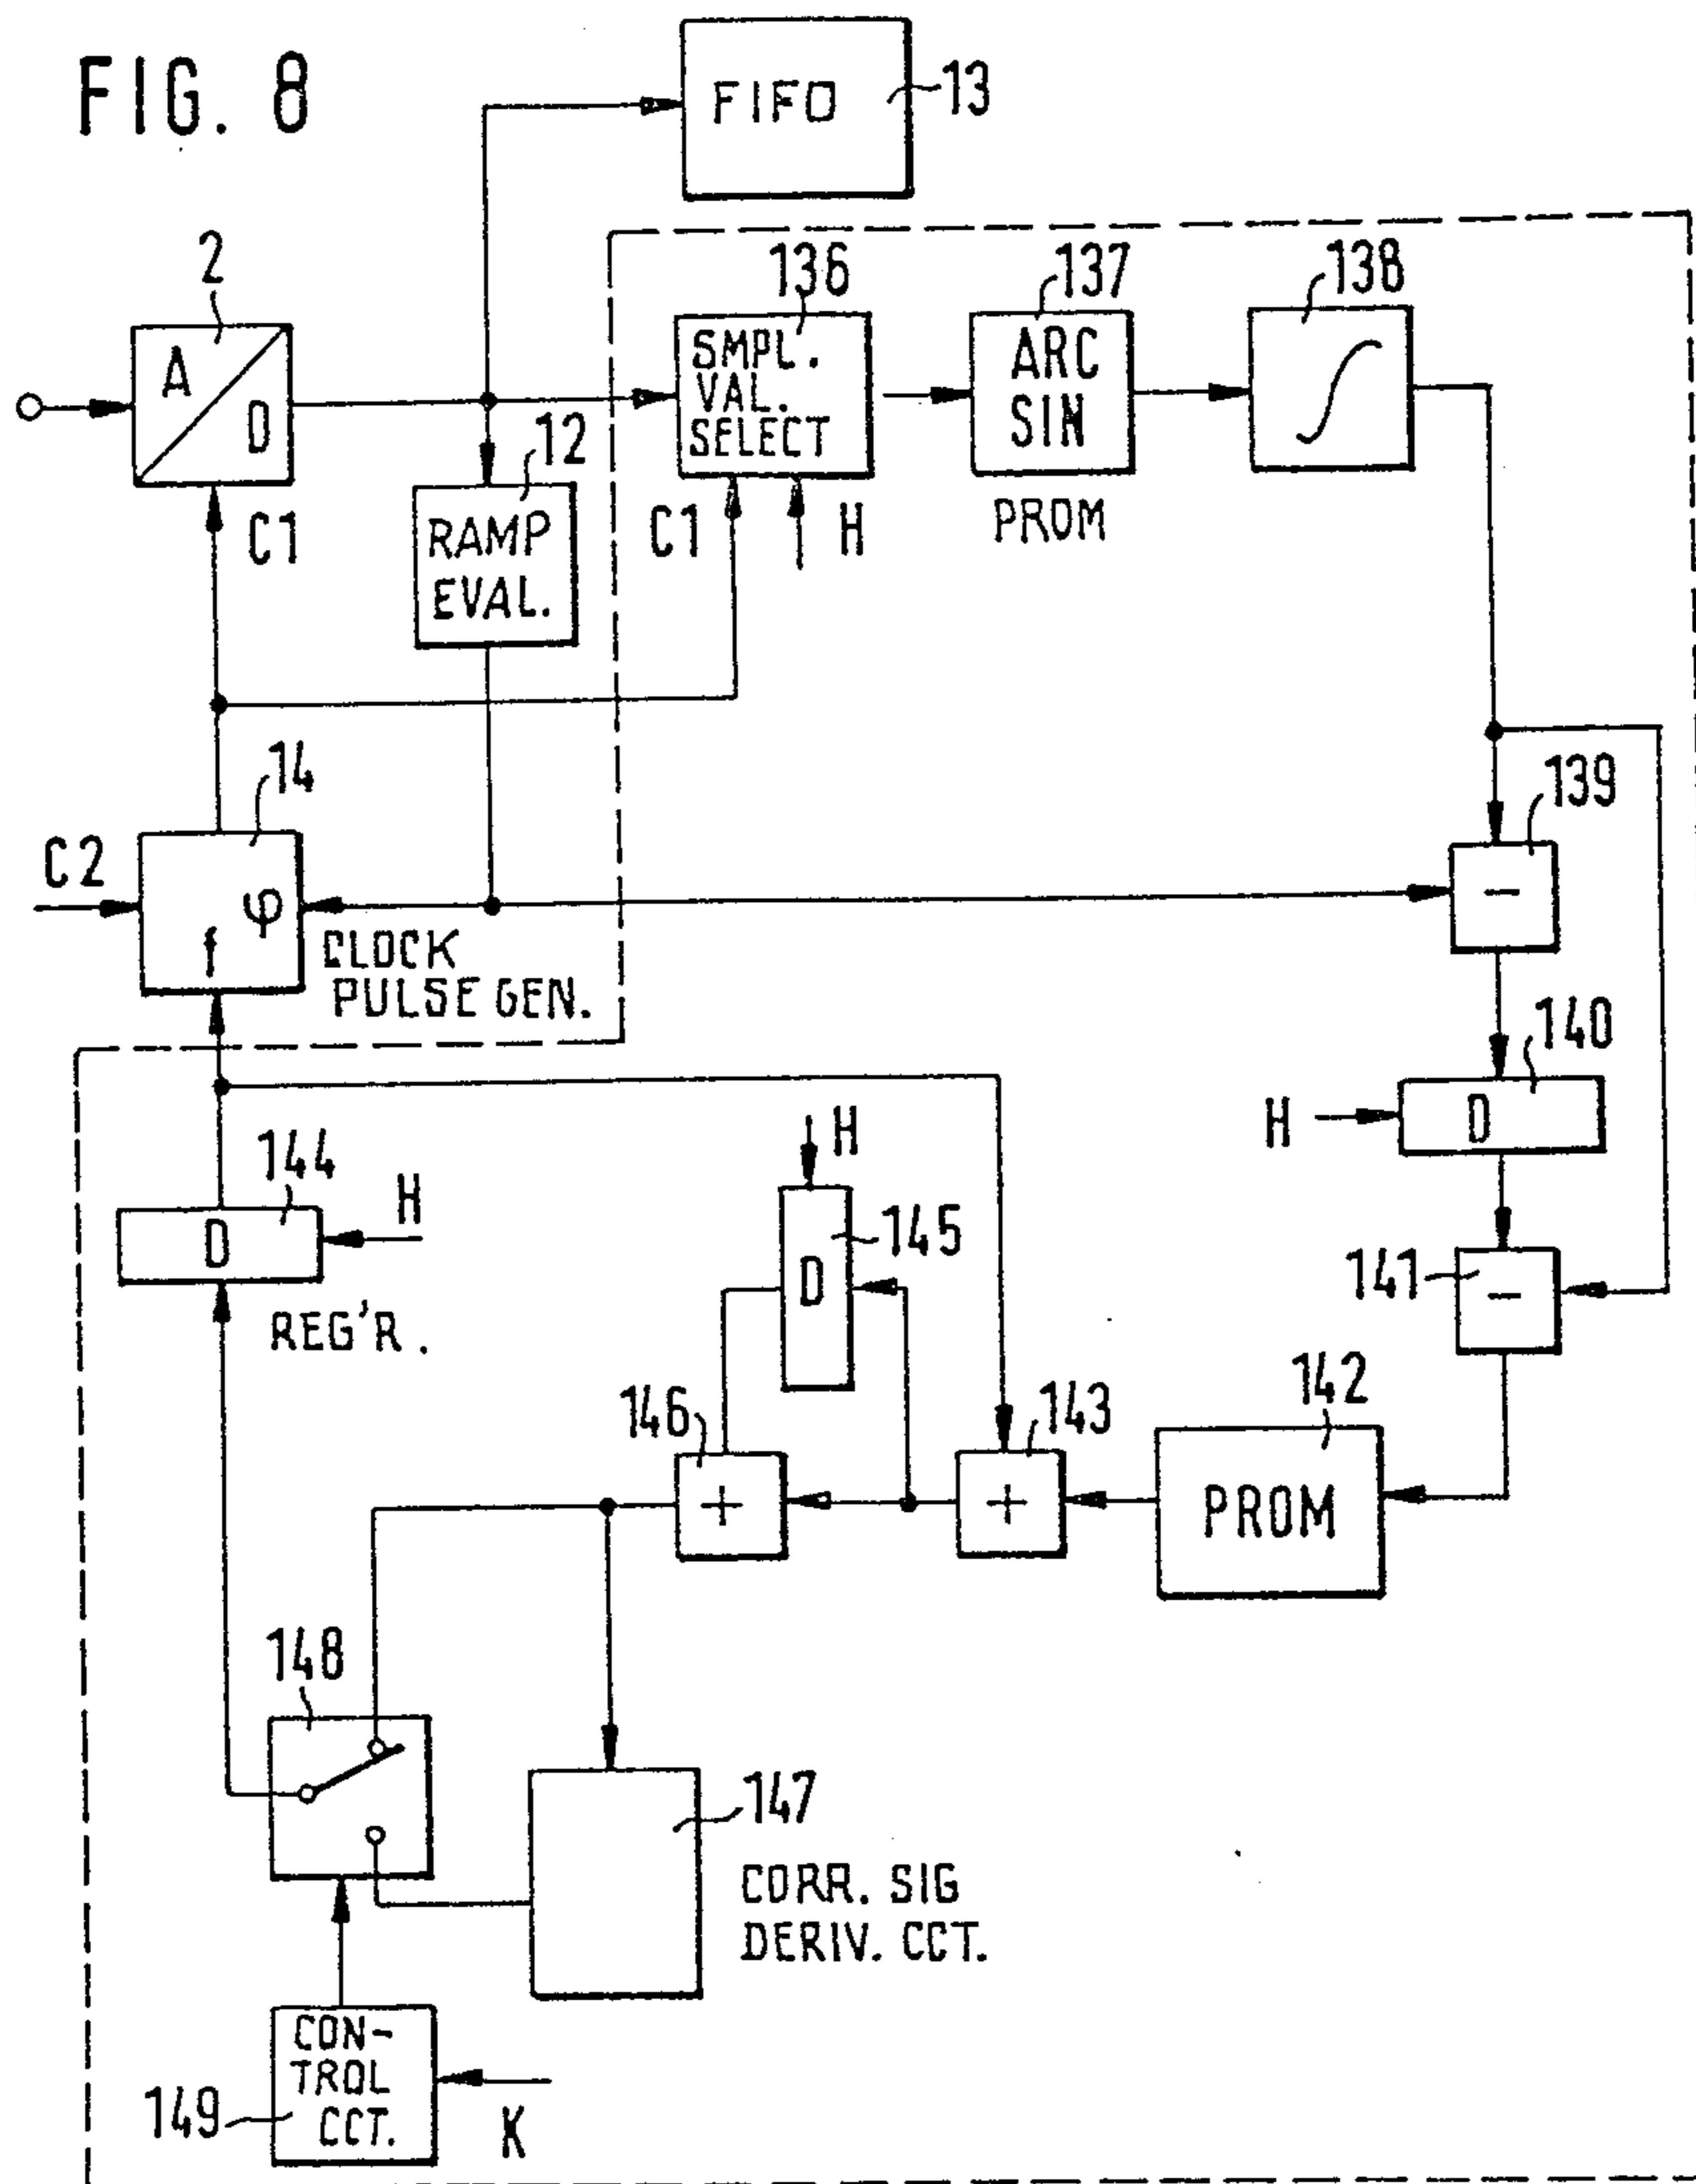 FIG. 8
FIFO
13
2
A
D
136
SMPL.
VAL.
SELECT
137
ARC
SIN
PROM
138
12
RAMP
EVAL.
C1
C1
H
14
C2
φ
f
CLOCK
PULSE GEN.
139
−
140
H
D
144
D
H
REG'R.
H
145
D
141
−
146
+
143
+
142
PROM
148
147
CORR. SIG
DERIV. CCT.
CON-
TROL
CCT.
149
K